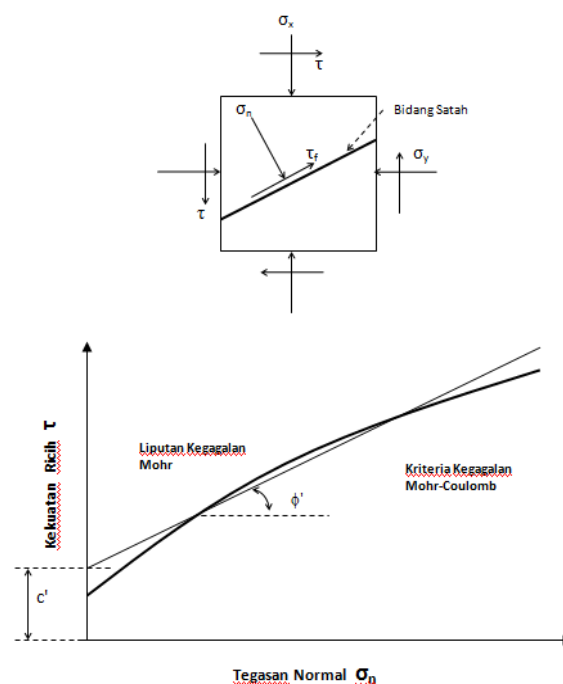 σx
τ
σn
Bidang Satah
τf
σy
τ
Kekuatan Ricih τ
Liputan Kegagalan
Mohr
Kriteria Kegagalan
Mohr-Coulomb
ϕ'
c'
Tegasan Normal σn